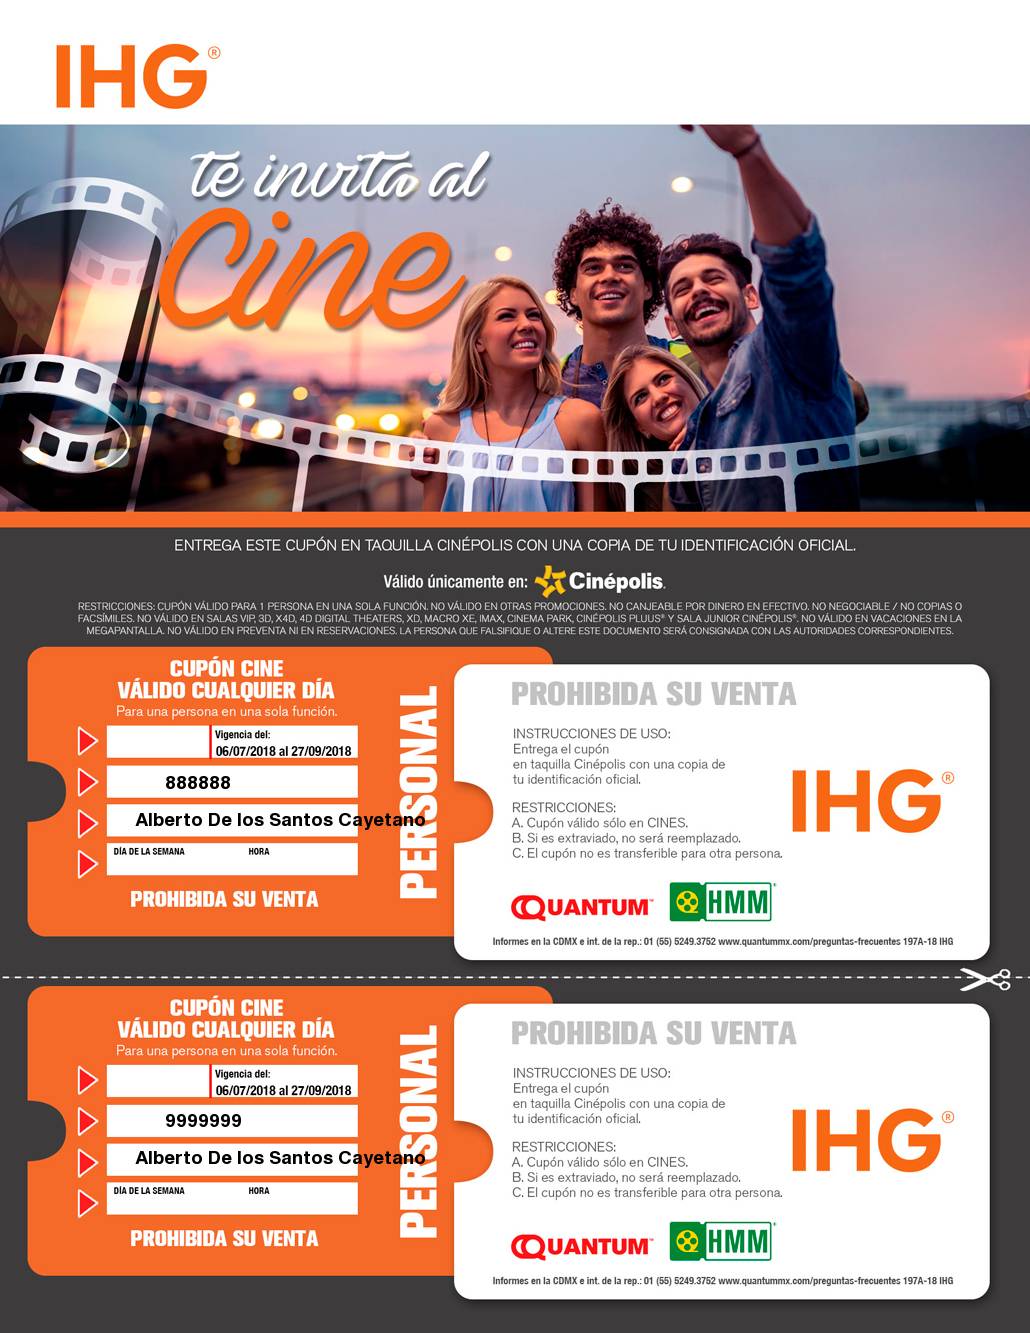 IHG®
te invita al
Cine
ENTREGA ESTE CUPÓN EN TAQUILLA CINÉPOLIS CON UNA COPIA DE TU IDENTIFICACIÓN OFICIAL.
Válido únicamente en: Cinépolis.
RESTRICCIONES: CUPÓN VÁLIDO PARA 1 PERSONA EN UNA SOLA FUNCIÓN. NO VÁLIDO EN OTRAS PROMOCIONES. NO CANJEABLE POR DINERO EN EFECTIVO. NO NEGOCIABLE / NO COPIAS O
FACSÍMILES. NO VÁLIDO EN SALAS VIP, 3D, X4D, 4D DIGITAL THEATERS, XD, MACRO XE, IMAX, CINEMA PARK, CINÉPOLIS PLUUS® Y SALA JUNIOR CINÉPOLIS®. NO VÁLIDO EN VACACIONES EN LA
MEGAPANTALLA. NO VÁLIDO EN PREVENTA NI EN RESERVACIONES. LA PERSONA QUE FALSIFIQUE O ALTERE ESTE DOCUMENTO SERÁ CONSIGNADA CON LAS AUTORIDADES CORRESPONDIENTES.
CUPÓN CINE
VÁLIDO CUALQUIER DÍA
Para una persona en una sola función.
Vigencia del:
06/07/2018 al 27/09/2018
888888
Alberto De los Santos Cayetano
DÍA DE LA SEMANA HORA
PROHIBIDA SU VENTA
PERSONAL
PROHIBIDA SU VENTA
INSTRUCCIONES DE USO:
Entrega el cupón
en taquilla Cinépolis con una copia de
tu identificación oficial.
RESTRICCIONES:
A. Cupón válido sólo en CINES.
B. Si es extraviado, no será reemplazado.
C. El cupón no es transferible para otra persona.
IHG®
QUANTUM™ HMM®
Informes en la CDMX e int. de la rep.: 01 (55) 5249.3752 www.quantummx.com/preguntas-frecuentes 197A-18 IHG
CUPÓN CINE
VÁLIDO CUALQUIER DÍA
Para una persona en una sola función.
Vigencia del:
06/07/2018 al 27/09/2018
9999999
Alberto De los Santos Cayetano
DÍA DE LA SEMANA HORA
PROHIBIDA SU VENTA
PERSONAL
PROHIBIDA SU VENTA
INSTRUCCIONES DE USO:
Entrega el cupón
en taquilla Cinépolis con una copia de
tu identificación oficial.
RESTRICCIONES:
A. Cupón válido sólo en CINES.
B. Si es extraviado, no será reemplazado.
C. El cupón no es transferible para otra persona.
IHG®
QUANTUM™ HMM®
Informes en la CDMX e int. de la rep.: 01 (55) 5249.3752 www.quantummx.com/preguntas-frecuentes 197A-18 IHG